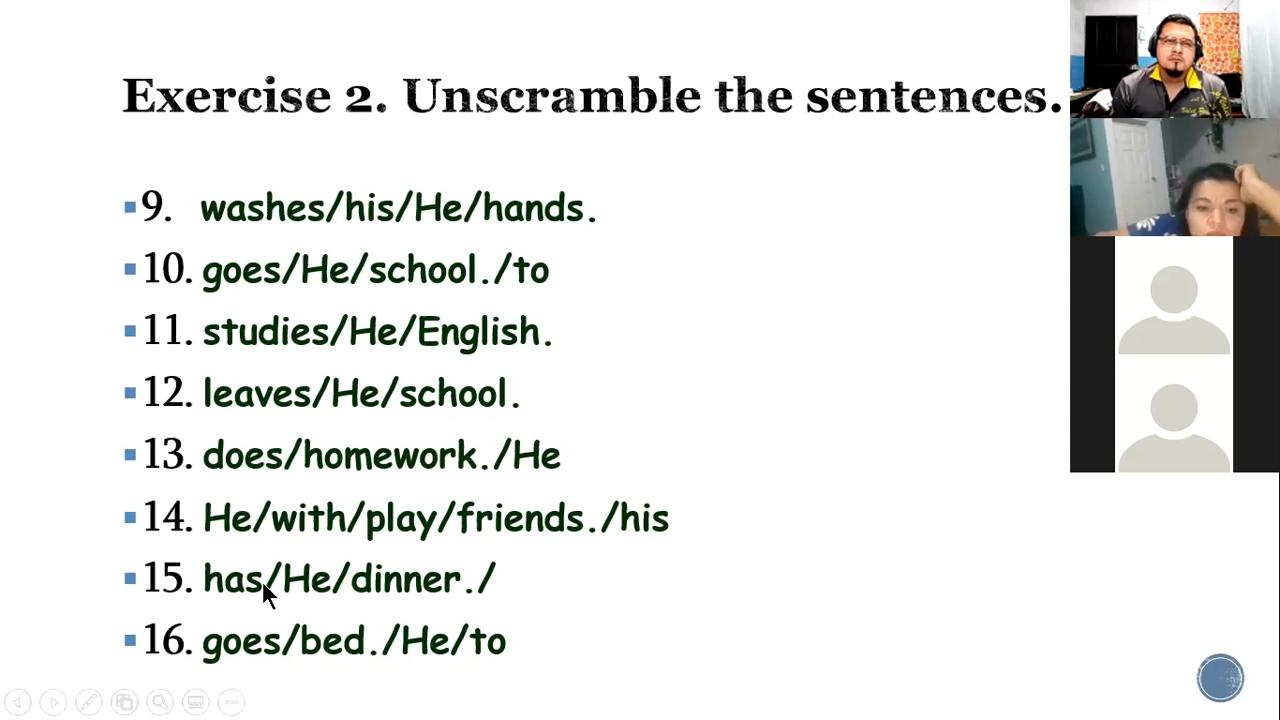 Exercise 2. Unscramble the sentences.
9. washes/his/He/hands.
10. goes/He/school./to
11. studies/He/English.
12. leaves/He/school.
13. does/homework./He
14. He/with/play/friends./his
15. has/He/dinner./
16. goes/bed./He/to